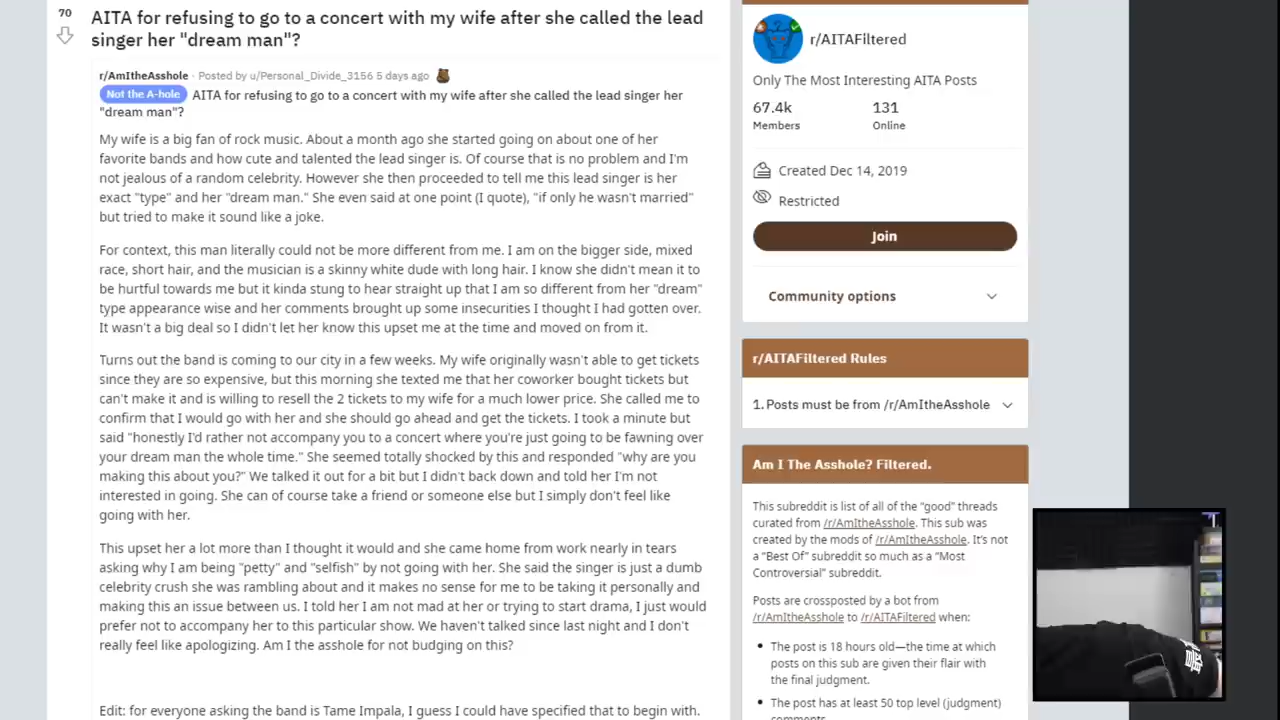 70
AITA for refusing to go to a concert with my wife after she called the lead
singer her "dream man"?
r/AmItheAsshole · Posted by u/Personal_Divide_3156 5 days ago
Not the A-hole AITA for refusing to go to a concert with my wife after she called the lead singer her
"dream man"?
My wife is a big fan of rock music. About a month ago she started going on about one of her
favorite bands and how cute and talented the lead singer is. Of course that is no problem and I'm
not jealous of a random celebrity. However she then proceeded to tell me this lead singer is her
exact "type" and her "dream man." She even said at one point (I quote), "if only he wasn't married"
but tried to make it sound like a joke.
For context, this man literally could not be more different from me. I am on the bigger side, mixed
race, short hair, and the musician is a skinny white dude with long hair. I know she didn't mean it to
be hurtful towards me but it kinda stung to hear straight up that I am so different from her "dream"
type appearance wise and her comments brought up some insecurities I thought I had gotten over.
It wasn't a big deal so I didn't let her know this upset me at the time and moved on from it.
Turns out the band is coming to our city in a few weeks. My wife originally wasn't able to get tickets
since they are so expensive, but this morning she texted me that her coworker bought tickets but
can't make it and is willing to resell the 2 tickets to my wife for a much lower price. She called me to
confirm that I would go with her and she should go ahead and get the tickets. I took a minute but
said "honestly I'd rather not accompany you to a concert where you're just going to be fawning over
your dream man the whole time." She seemed totally shocked by this and responded "why are you
making this about you?" We talked it out for a bit but I didn't back down and told her I'm not
interested in going. She can of course take a friend or someone else but I simply don't feel like
going with her.
This upset her a lot more than I thought it would and she came home from work nearly in tears
asking why I am being "petty" and "selfish" by not going with her. She said the singer is just a dumb
celebrity crush she was rambling about and it makes no sense for me to be taking it personally and
making this an issue between us. I told her I am not mad at her or trying to start drama, I just would
prefer not to accompany her to this particular show. We haven't talked since last night and I don't
really feel like apologizing. Am I the asshole for not budging on this?
Edit: for everyone asking the band is Tame Impala, I guess I could have specified that to begin with.
r/AITAFiltered
Only The Most Interesting AITA Posts
67.4k 131
Members Online
Created Dec 14, 2019
Restricted
Join
Community options
r/AITAFiltered Rules
1. Posts must be from /r/AmItheAsshole
Am I The Asshole? Filtered.
This subreddit is list of all of the "good" threads
curated from /r/AmItheAsshole. This sub was
created by the mods of /r/AmItheAsshole. It's not
a "Best Of" subreddit so much as a "Most
Controversial" subreddit.
Posts are crossposted by a bot from
/r/AmItheAsshole to /r/AITAFiltered when:
• The post is 18 hours old—the time at which
posts on this sub are given their flair with
the final judgment.
• The post has at least 50 top level (judgment)
comments